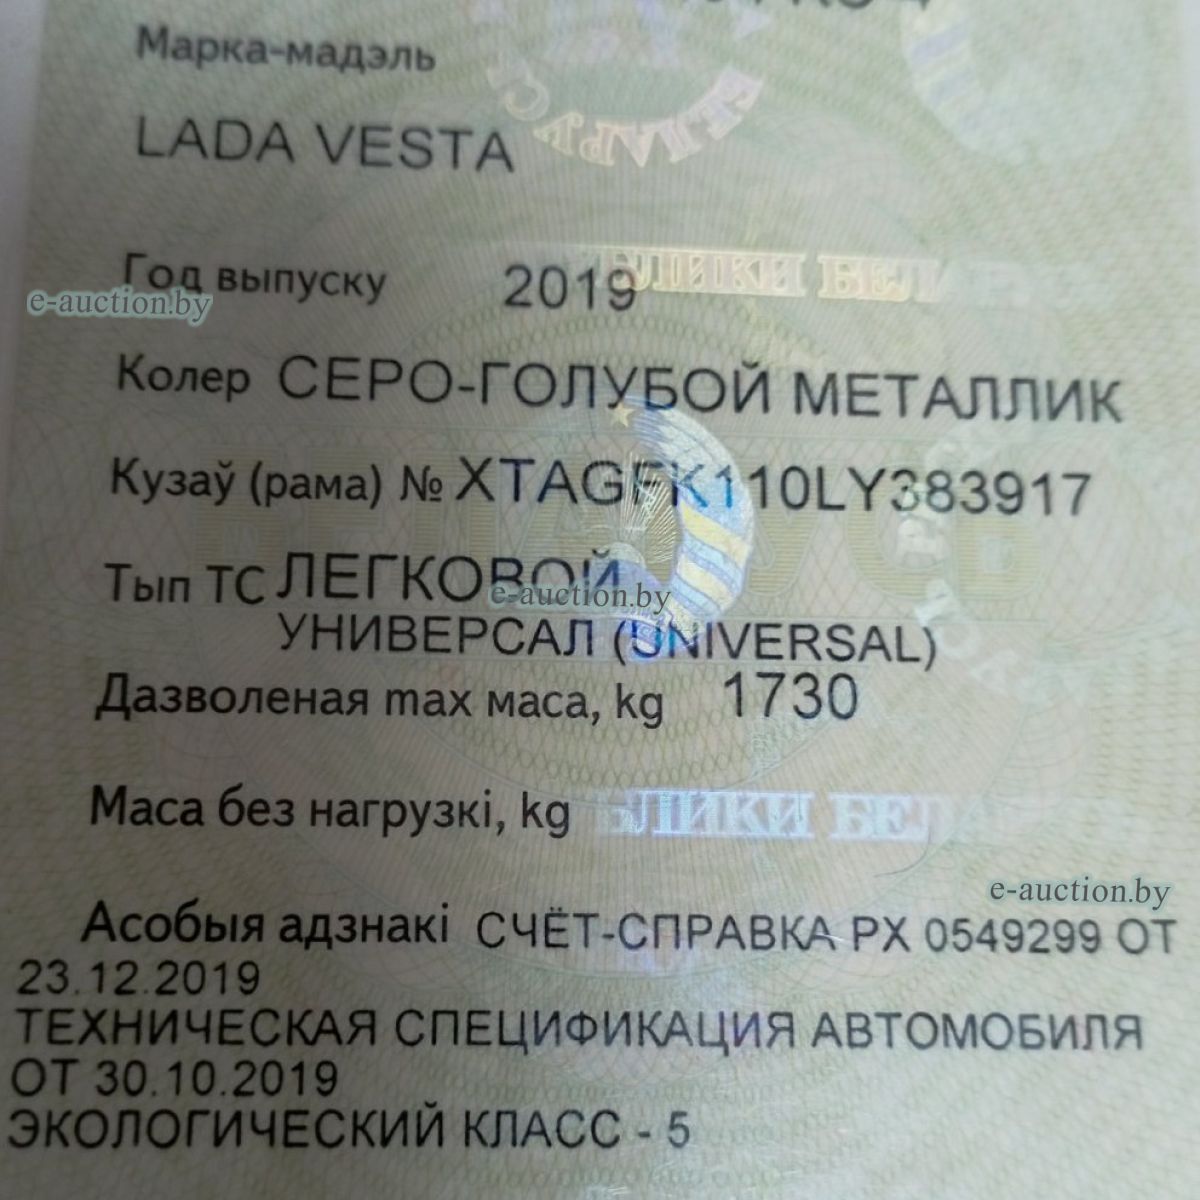 Марка-мадэль
LADA VESTA
Год выпуску 2019
e-auction.by
Колер СЕРО-ГОЛУБОЙ МЕТАЛЛИК
Кузаў (рама) № XTAGFK110LY383917
Тып ТС ЛЕГКОВОЙ
e-auction.by
УНИВЕРСАЛ (UNIVERSAL)
Дазволеная max маса, kg 1730
Маса без нагрузкі, kg
e-auction.by
Асобыя адзнакі СЧЁТ-СПРАВКА РХ 0549299 ОТ
23.12.2019
ТЕХНИЧЕСКАЯ СПЕЦИФИКАЦИЯ АВТОМОБИЛЯ
ОТ 30.10.2019
ЭКОЛОГИЧЕСКИЙ КЛАСС - 5